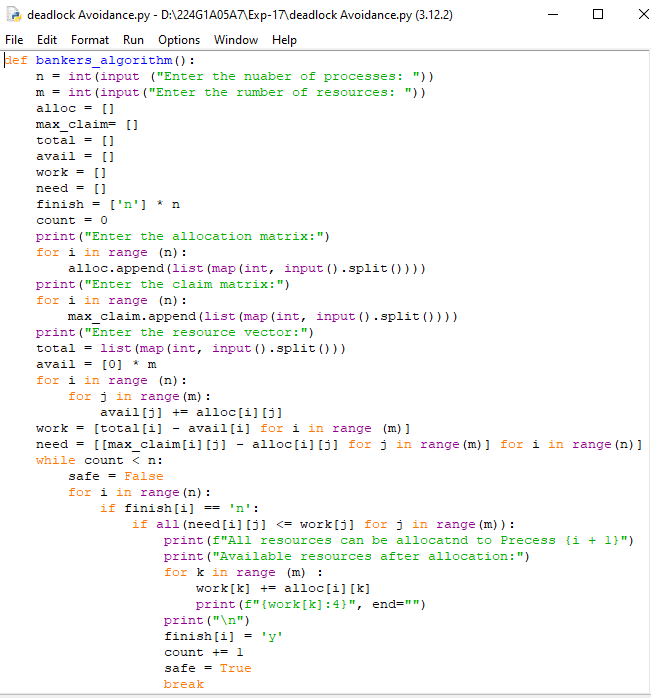 deadlock Avoidance.py - D:\224G1A05A7\Exp-17\deadlock Avoidance.py (3.12.2)
File Edit Format Run Options Window Help
def bankers_algorithm():
    n = int(input ("Enter the nuaber of processes: "))
    m = int(input("Enter the rumber of resources: "))
    alloc = []
    max_claim= []
    total = []
    avail = []
    work = []
    need = []
    finish = ['n'] * n
    count = 0
    print("Enter the allocation matrix:")
    for i in range (n):
        alloc.append(list(map(int, input().split())))
    print("Enter the claim matrix:")
    for i in range (n):
        max_claim.append(list(map(int, input().split())))
    print("Enter the resource vector:")
    total = list(map(int, input().split()))
    avail = [0] * m
    for i in range (n):
        for j in range(m):
            avail[j] += alloc[i][j]
    work = [total[i] - avail[i] for i in range (m)]
    need = [[max_claim[i][j] - alloc[i][j] for j in range(m)] for i in range(n)]
    while count < n:
        safe = False
        for i in range(n):
            if finish[i] == 'n':
                if all(need[i][j] <= work[j] for j in range(m)):
                    print(f"All resources can be allocatnd to Precess {i + 1}")
                    print("Available resources after allocation:")
                    for k in range (m) :
                        work[k] += alloc[i][k]
                        print(f"{work[k]:4}", end="")
                    print("\n")
                    finish[i] = 'y'
                    count += 1
                    safe = True
                    break